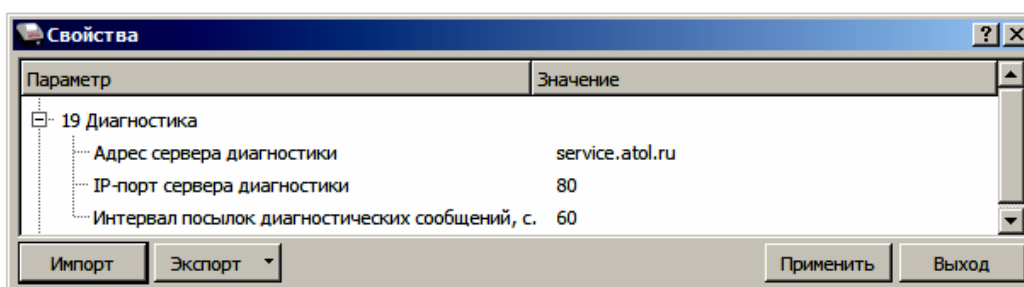 Свойства
Параметр Значение
19 Диагностика
Адрес сервера диагностики service.atol.ru
IP-порт сервера диагностики 80
Интервал посылок диагностических сообщений, с. 60
Импорт Экспорт Применить Выход